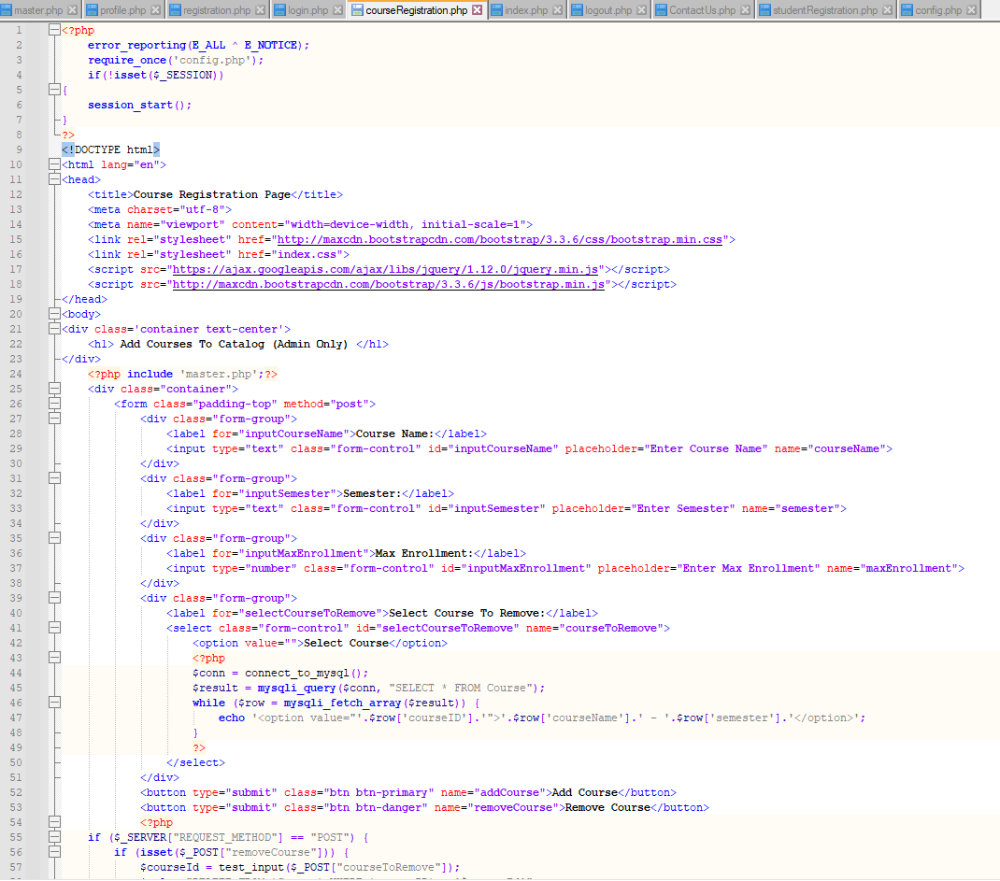 master.php profile.php registration.php login.php courseRegistration.php index.php logout.php ContactUs.php studentRegistration.php config.php
1 <?php
2 error_reporting(E_ALL ^ E_NOTICE);
3 require_once('config.php');
4 if(!isset($_SESSION))
5 {
6 session_start();
7 }
8 ?>
9 <!DOCTYPE html>
10 <html lang="en">
11 <head>
12 <title>Course Registration Page</title>
13 <meta charset="utf-8">
14 <meta name="viewport" content="width=device-width, initial-scale=1">
15 <link rel="stylesheet" href="http://maxcdn.bootstrapcdn.com/bootstrap/3.3.6/css/bootstrap.min.css">
16 <link rel="stylesheet" href="index.css">
17 <script src="https://ajax.googleapis.com/ajax/libs/jquery/1.12.0/jquery.min.js"></script>
18 <script src="http://maxcdn.bootstrapcdn.com/bootstrap/3.3.6/js/bootstrap.min.js"></script>
19 </head>
20 <body>
21 <div class='container text-center'>
22 <h1> Add Courses To Catalog (Admin Only) </h1>
23 </div>
24 <?php include 'master.php';?>
25 <div class="container">
26 <form class="padding-top" method="post">
27 <div class="form-group">
28 <label for="inputCourseName">Course Name:</label>
29 <input type="text" class="form-control" id="inputCourseName" placeholder="Enter Course Name" name="courseName">
30 </div>
31 <div class="form-group">
32 <label for="inputSemester">Semester:</label>
33 <input type="text" class="form-control" id="inputSemester" placeholder="Enter Semester" name="semester">
34 </div>
35 <div class="form-group">
36 <label for="inputMaxEnrollment">Max Enrollment:</label>
37 <input type="number" class="form-control" id="inputMaxEnrollment" placeholder="Enter Max Enrollment" name="maxEnrollment">
38 </div>
39 <div class="form-group">
40 <label for="selectCourseToRemove">Select Course To Remove:</label>
41 <select class="form-control" id="selectCourseToRemove" name="courseToRemove">
42 <option value="">Select Course</option>
43 <?php
44 $conn = connect_to_mysql();
45 $result = mysqli_query($conn, "SELECT * FROM Course");
46 while ($row = mysqli_fetch_array($result)) {
47 echo '<option value="'.$row['courseID'].'">'.$row['courseName'].' - '.$row['semester'].'</option>';
48 }
49 ?>
50 </select>
51 </div>
52 <button type="submit" class="btn btn-primary" name="addCourse">Add Course</button>
53 <button type="submit" class="btn btn-danger" name="removeCourse">Remove Course</button>
54 <?php
55 if ($_SERVER["REQUEST_METHOD"] == "POST") {
56 if (isset($_POST["removeCourse"])) {
57 $courseId = test_input($_POST["courseToRemove"]);